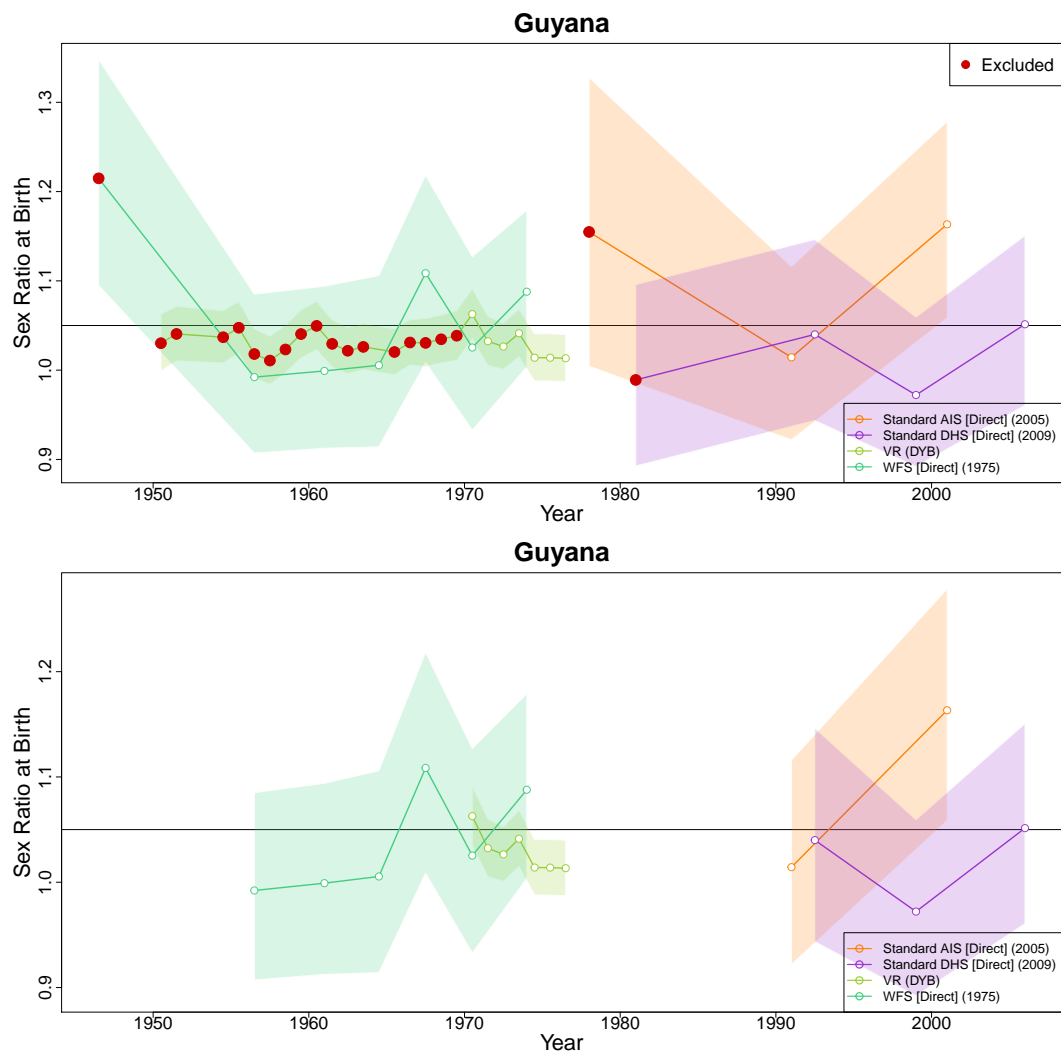 Guyana
Excluded
1.3
1.2
1.1
1.0
0.9
Sex Ratio at Birth
Standard AIS [Direct] (2005)
Standard DHS [Direct] (2009)
VR (DYB)
WFS [Direct] (1975)
1950 1960 1970 1980 1990 2000
Year
Guyana
1.2
1.1
1.0
0.9
Sex Ratio at Birth
Standard AIS [Direct] (2005)
Standard DHS [Direct] (2009)
VR (DYB)
WFS [Direct] (1975)
1950 1960 1970 1980 1990 2000
Year